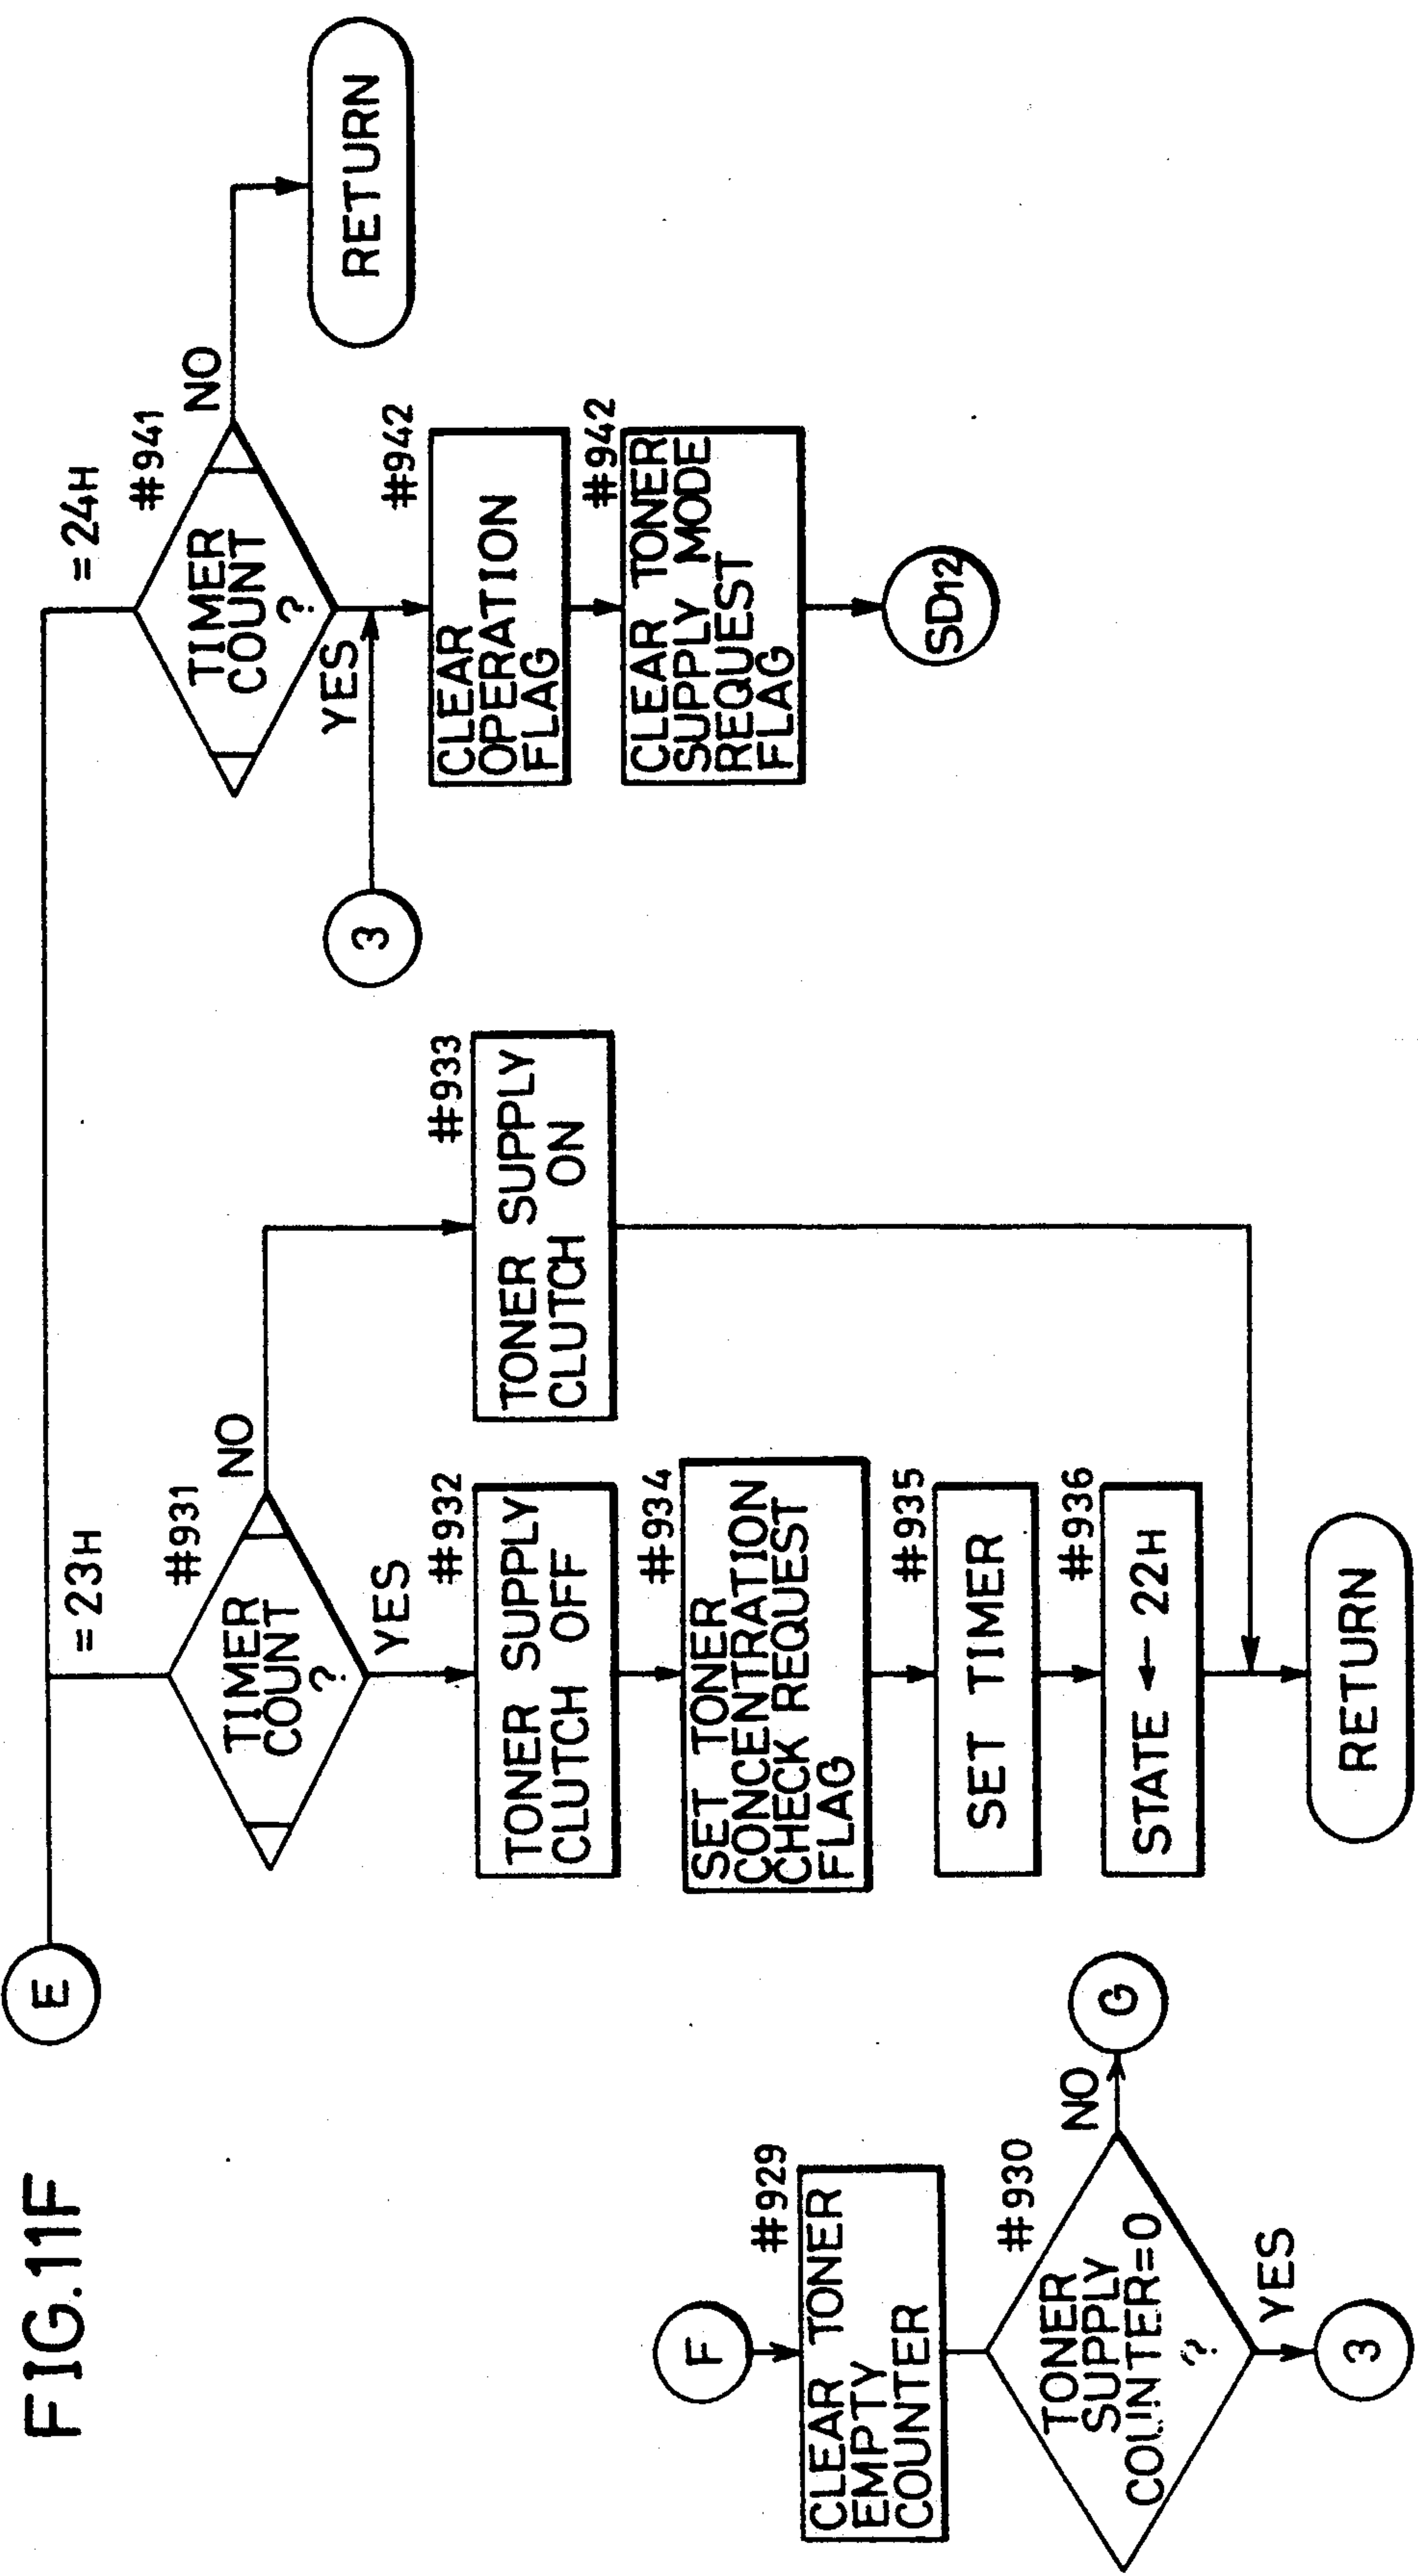 FIG.11F
E
=23H
#931
TIMER
COUNT
?
NO
YES
#932
TONER SUPPLY
CLUTCH OFF
#933
TONER SUPPLY
CLUTCH ON
#934
SET TONER
CONCENTRATION
CHECK REQUEST
FLAG
#935
SET TIMER
#936
STATE ← 22H
RETURN
=24H
#941
TIMER
COUNT
?
NO
RETURN
YES
3
#942
CLEAR
OPERATION
FLAG
#942
CLEAR TONER
SUPPLY MODE
REQUEST
FLAG
SD12
F
#929
CLEAR TONER
EMPTY
COUNTER
#930
TONER
SUPPLY
COUNTER=0
?
NO
G
YES
3